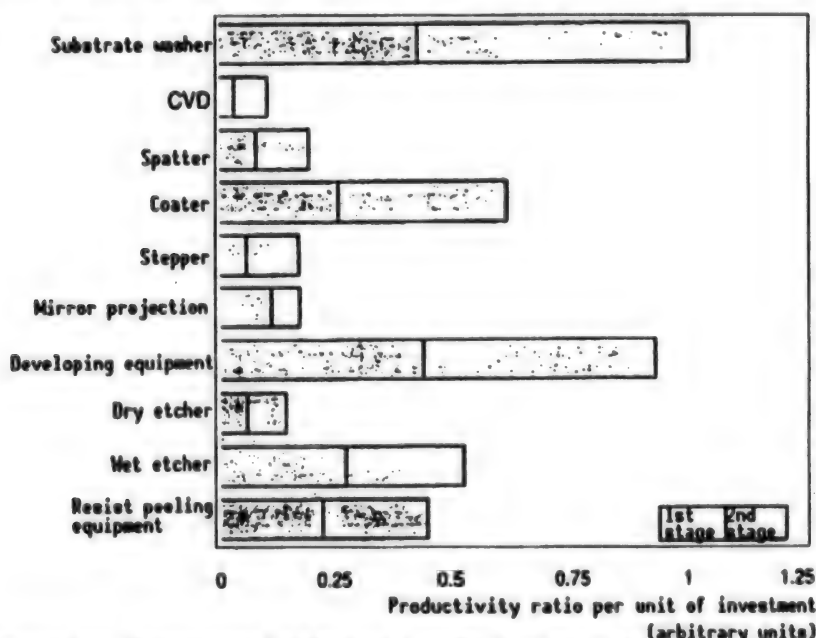 Substrate washer
CVD
Spatter
Coater
Stepper
Mirror projection
Developing equipment
Dry etcher
Wet etcher
Resist peeling
equipment
1st 2nd
stage stage
0 0.25 0.5 0.75 1 1.25
Productivity ratio per unit of investment
(arbitrary units)